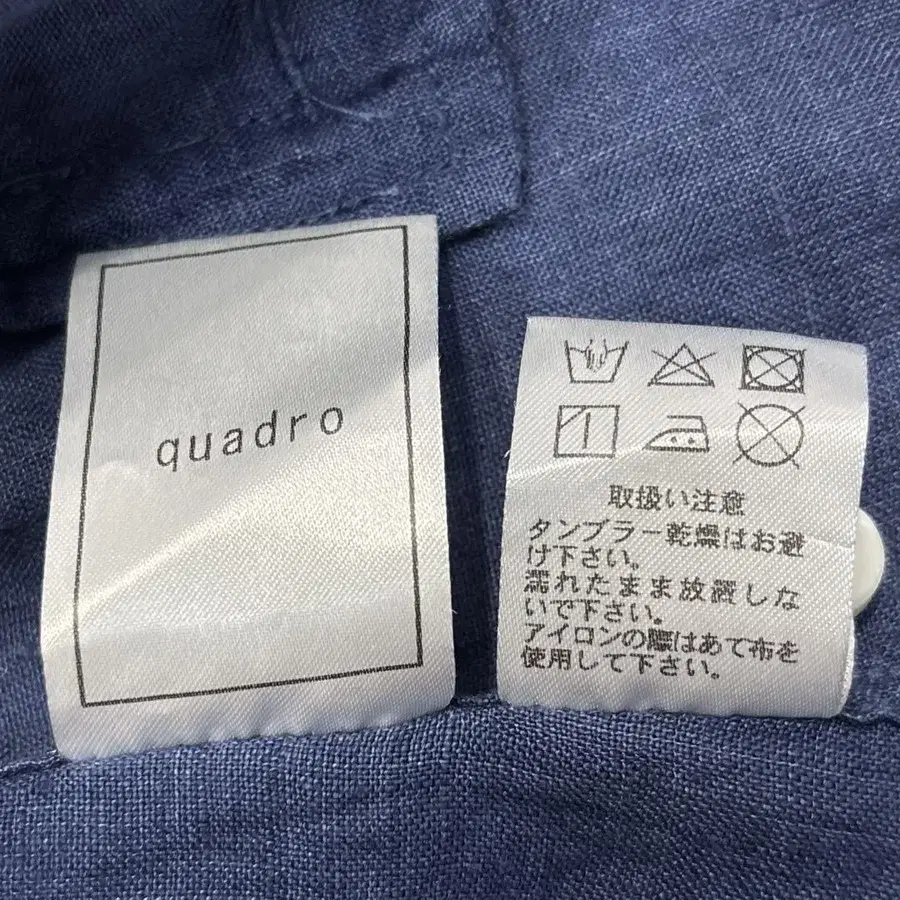 quadro
取扱い注意
タンブラー乾燥はお避
け下さい。
濡れたまま放置しな
いで下さい。
アイロンの際はあて布を
使用して下さい。